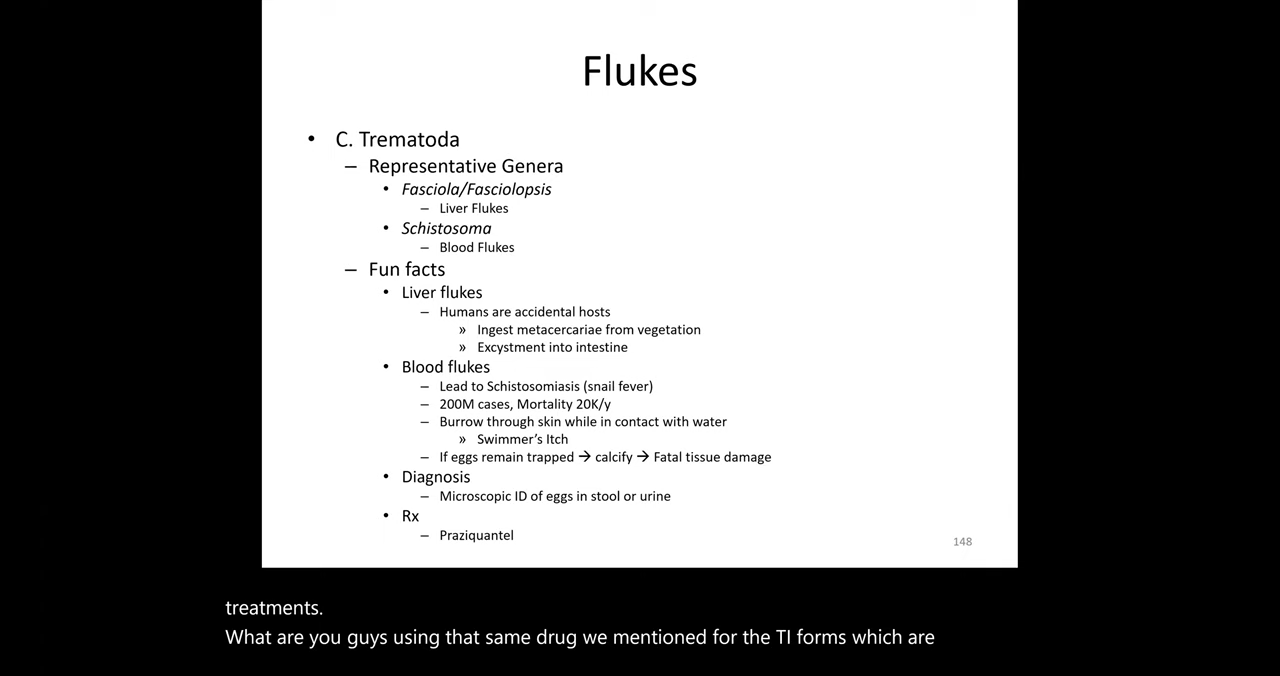 Flukes
• C. Trematoda
– Representative Genera
• Fasciola/Fasciolopsis
– Liver Flukes
• Schistosoma
– Blood Flukes
– Fun facts
• Liver flukes
– Humans are accidental hosts
» Ingest metacercariae from vegetation
» Excystment into intestine
• Blood flukes
– Lead to Schistosomiasis (snail fever)
– 200M cases, Mortality 20K/y
– Burrow through skin while in contact with water
» Swimmer's Itch
– If eggs remain trapped → calcify → Fatal tissue damage
• Diagnosis
– Microscopic ID of eggs in stool or urine
• Rx
– Praziquantel
148
treatments.
What are you guys using that same drug we mentioned for the TI forms which are